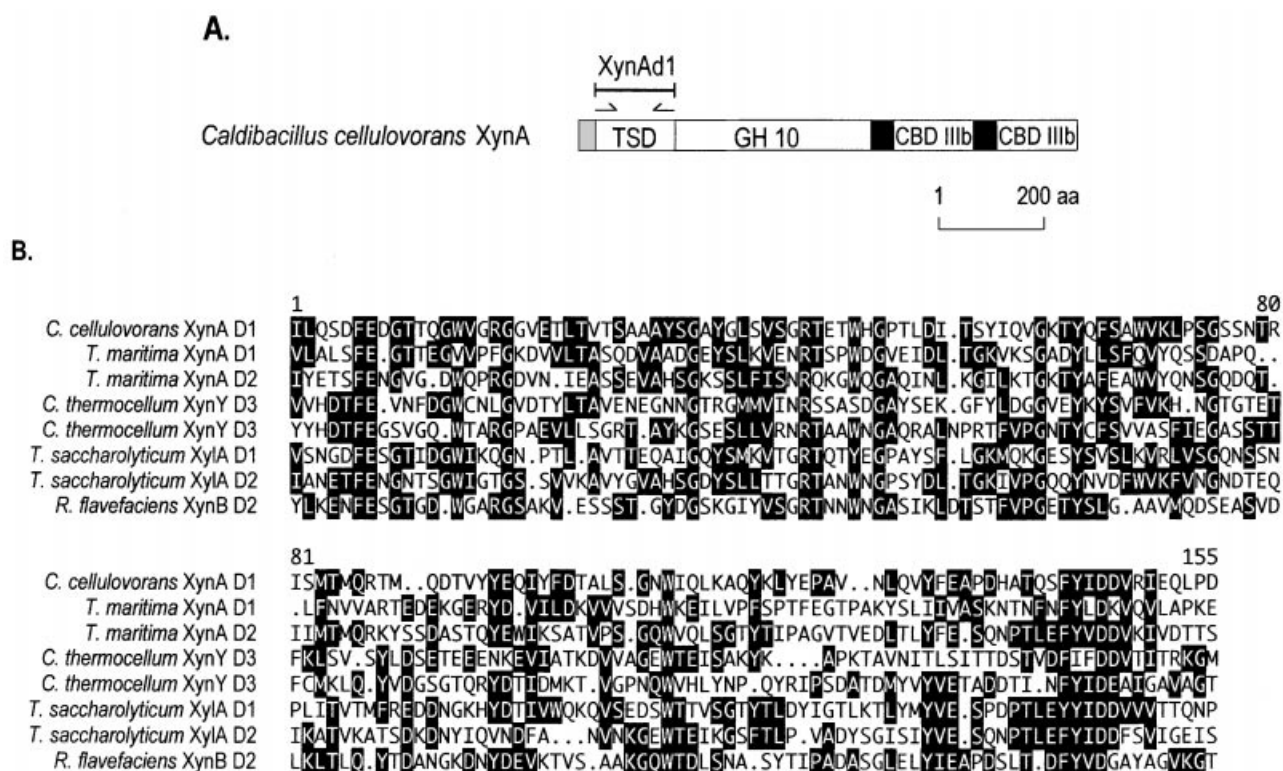 A.
XynAd1
Caldibacillus cellulovorans XynA
TSD GH 10 CBD IIIb CBD IIIb
1 200 aa
B.
1 80
C. cellulovorans XynA D1 ILQSDFEDGTTQGWVGRGGVETLTVTSAAAYSGAYGLSVSGRTETWHGPTLDI.TSYIQVGKTYQFSAWVKLPSGSSNTR
T. maritima XynA D1 VLALSFE.GTTEGVVPFGKDVVLTASQDVAADGEYSLKVENRTSPWDGVEIDL.TGKVKSGADYLLSFQVYQSSDAPQ..
T. maritima XynA D2 IYETSFENGVG.DWQPRGDVN.IEASSEVAHSGKSSLFISNRQKGWQGAQINL.KGILKTGKTYAFEAWVYQNSGQDQT.
C. thermocellum XynY D3 VVHDTFE.VNFDGWCNLGVDTYLTAVENEGNNGTRGMMVINRSSASDGAYSEK.GFYLDGGVEYKYSVFVKH.NGTGTET
C. thermocellum XynY D3 YYHDTFEGSVGQ.WTARGPAEVLLSGRT.AYKGSESLLVRNRTAAWNGAQRALNPRTFVPGNTYCFSVVASFIEGASSTT
T. saccharolyticum XylA D1 VSNGDFESGTIDGWIKQGN.PTL.AVTTEQAIGQYSMKVTGRTQTYEGPAYSF.LGKMQKGESYSVSLKVRLVSGQNSSN
T. saccharolyticum XylA D2 IANETFENGNTSGWIGTGS.SVVKAVYGVAHSGDYSLLTTGRTANWNGPSYDL.TGKIVPGQQYNVDFWVKFVNGNDTEQ
R. flavefaciens XynB D2 YLKENFESGTGD.WGARGSAKV.ESSST.GYDGSKGIYVSGRTNNWNGASIKLDTSTFVPGETYSLG.AAVMQDSEASVD
81 155
C. cellulovorans XynA D1 ISMTMQRTM..QDTVYYEQIYFDTALS.GNWIQLKAQYKLYEPAV..NLQVYFEAPDHATQSFYIDDVRIEQLPD
T. maritima XynA D1 .LFNVVARTEDEKGERYD.VILDKVVVSDHWKEILVPFSPTFEGTPAKYSLIIVASKNTNFNFYLDKVQVLAPKE
T. maritima XynA D2 IIMTMQRKYSSDASTQYEWIKSATVPS.GQWVQLSGTYTIPAGVTVEDLTLYFE.SQNPTLEFYVDDVKIVDTTS
C. thermocellum XynY D3 FKLSV.SYLDSETEEENKEVIATKDVVAGEWTEISAKYK....APKTAVNITLSITTDSTVDFIFDDVTITRKGM
C. thermocellum XynY D3 FCMKLQ.YVDGSGTQRYDTIDMKT.VGPNQWVHLYNP.QYRIPSDATDMYVYVETADDTI.NFYIDEAIGAVAGT
T. saccharolyticum XylA D1 PLITVTMFREDDNGKHYDTIVWQKQVSEDSWTTVSGTYTLDYIGTLKTLYMYVE.SPDPTLEYYIDDVVVTTQNP
T. saccharolyticum XylA D2 IKATVKATSDKDNYIQVNDFA...NVNKGEWTEIKGSFTLP.VADYSGISIYVE.SQNPTLEFYIDDFSVIGEIS
R. flavefaciens XynB D2 LKLTLQ.YTDANGKDNYDEVKTVS.AAKGQWTDLSNA.SYTIPADASGLELYIEAPDSLT.DFYVDGAYAGVKGT